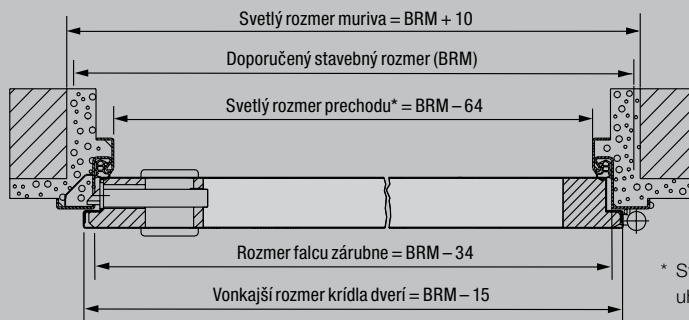 Svetlý rozmer muriva = BRM + 10
Doporučený stavebný rozmer (BRM)
Svetlý rozmer prechodu* = BRM – 64
Rozmer falcu zárubne = BRM – 34
Vonkajší rozmer krídla dverí = BRM – 15
*